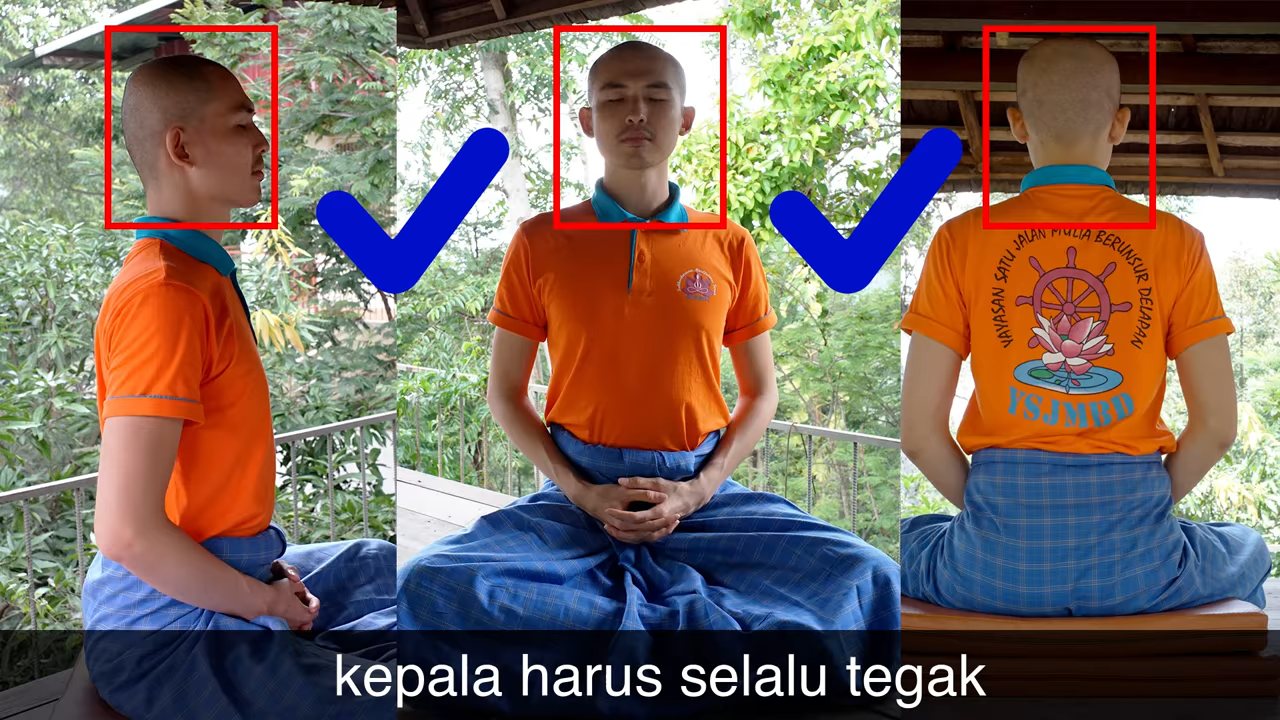 YAYASAN SATU JALAN MULIA BERUNSUR DELAPAN
YSJMBD
kepala harus selalu tegak